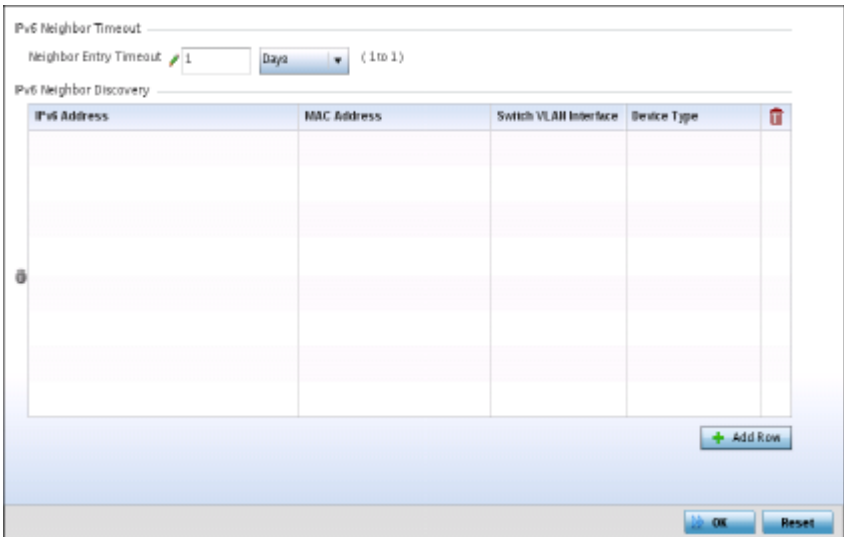 IPv6 Neighbor Timeout
Neighbor Entry Timeout 1 Days ( 1 to 1 )
IPv6 Neighbor Discovery
IPv6 Address MAC Address Switch VLAN Interface Device Type
Add Row
OK Reset